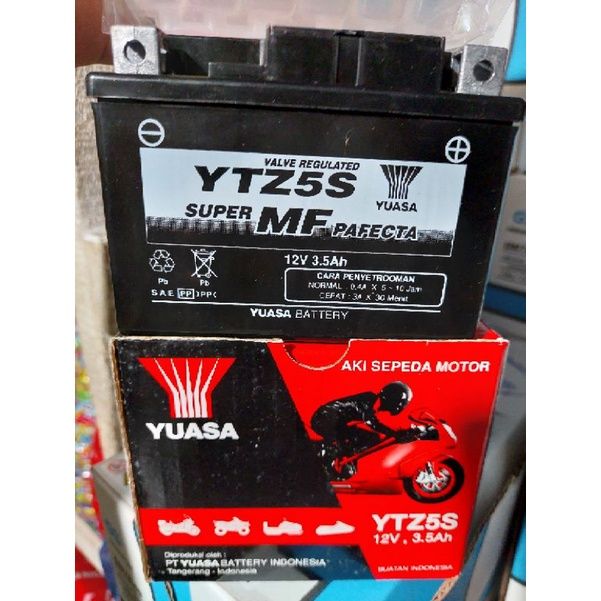 VALVE REGULATED
YTZ5S
YUASA
SUPER MF PAFECTA
12V 3.5Ah
CARA PENYETROOMAN
NORMAL : 0.4A X 5 ~ 10 Jam
CEPAT : 3A X 30 Menit
Pb Pb
S.A.E. PP
YUASA BATTERY
AKI SEPEDA MOTOR
YUASA
YTZ5S
12V , 3.5Ah
Diproduksi oleh :
PT YUASA BATTERY INDONESIA
Tangerang - Indonesia
BUATAN INDONESIA